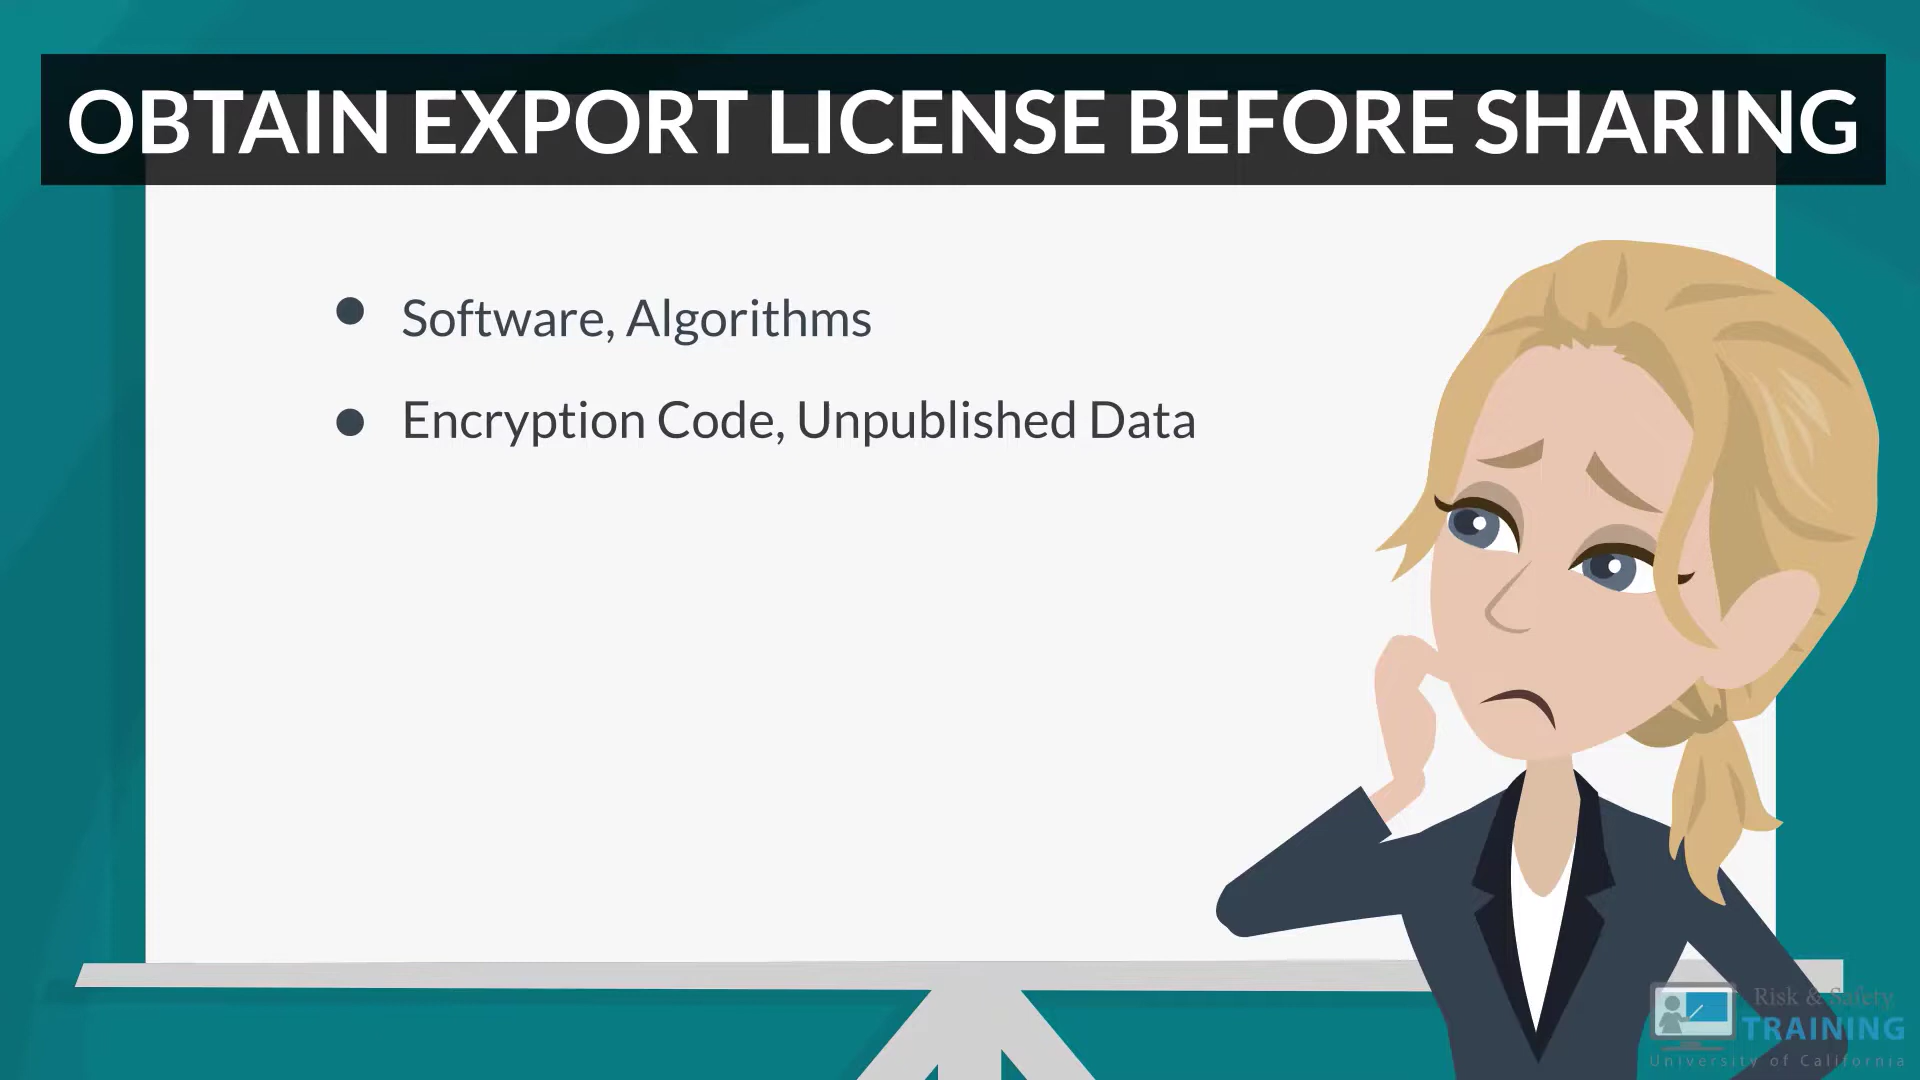 OBTAIN EXPORT LICENSE BEFORE SHARING
Software, Algorithms
Encryption Code, Unpublished Data
Risk & Safety
TRAINING
University of California